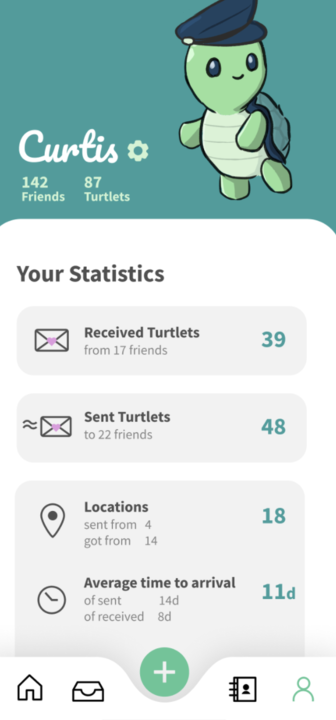 Curtis
142 87
Friends Turtlets
Your Statistics
Received Turtlets 39
from 17 friends
Sent Turtlets 48
to 22 friends
Locations 18
sent from 4
got from 14
Average time to arrival 11d
of sent 14d
of received 8d